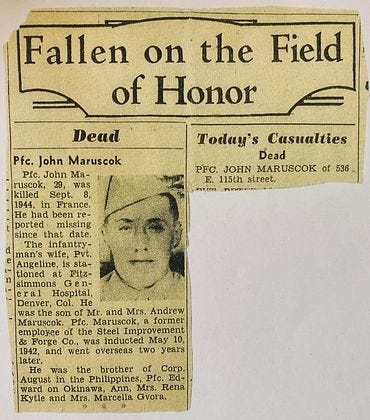 Fallen on the Field
of Honor
Dead
Pfc. John Maruscok
Pfc. John Ma-
ruscok, 29, was
killed Sept. 8,
1944, in France.
He had been re-
ported missing
since that date.
The infantry-
man's wife, Pvt.
Angeline, is sta-
tioned at Fitz-
simmons Gen-
eral Hospital,
Denver, Col. He
was the son of Mr. and Mrs. Andrew
Maruscok. Pfc. Maruscok, a former
employee of the Steel Improvement
& Forge Co., was inducted May 10,
1942, and went overseas two years
later.
He was the brother of Corp.
August in the Philippines, Pfc. Ed-
ward on Okinawa, Ann, Mrs. Rena
Kytle and Mrs. Marcella Gvora.
Today's Casualties
Dead
PFC. JOHN MARUSCOK of 536
E. 115th street.